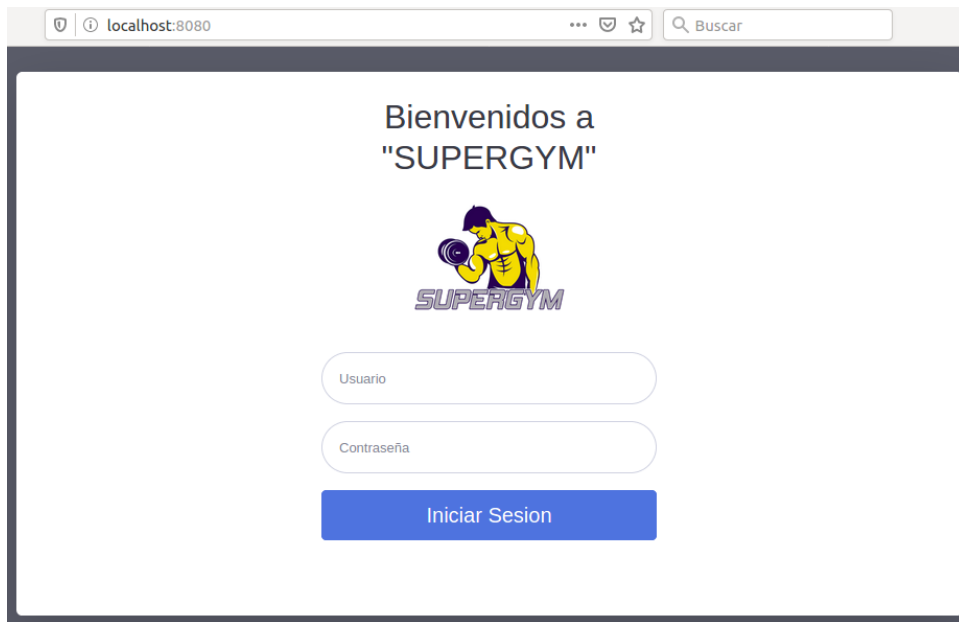 localhost:8080
Buscar
Bienvenidos a
"SUPERGYM"
SUPERGYM
Usuario
Contraseña
Iniciar Sesion